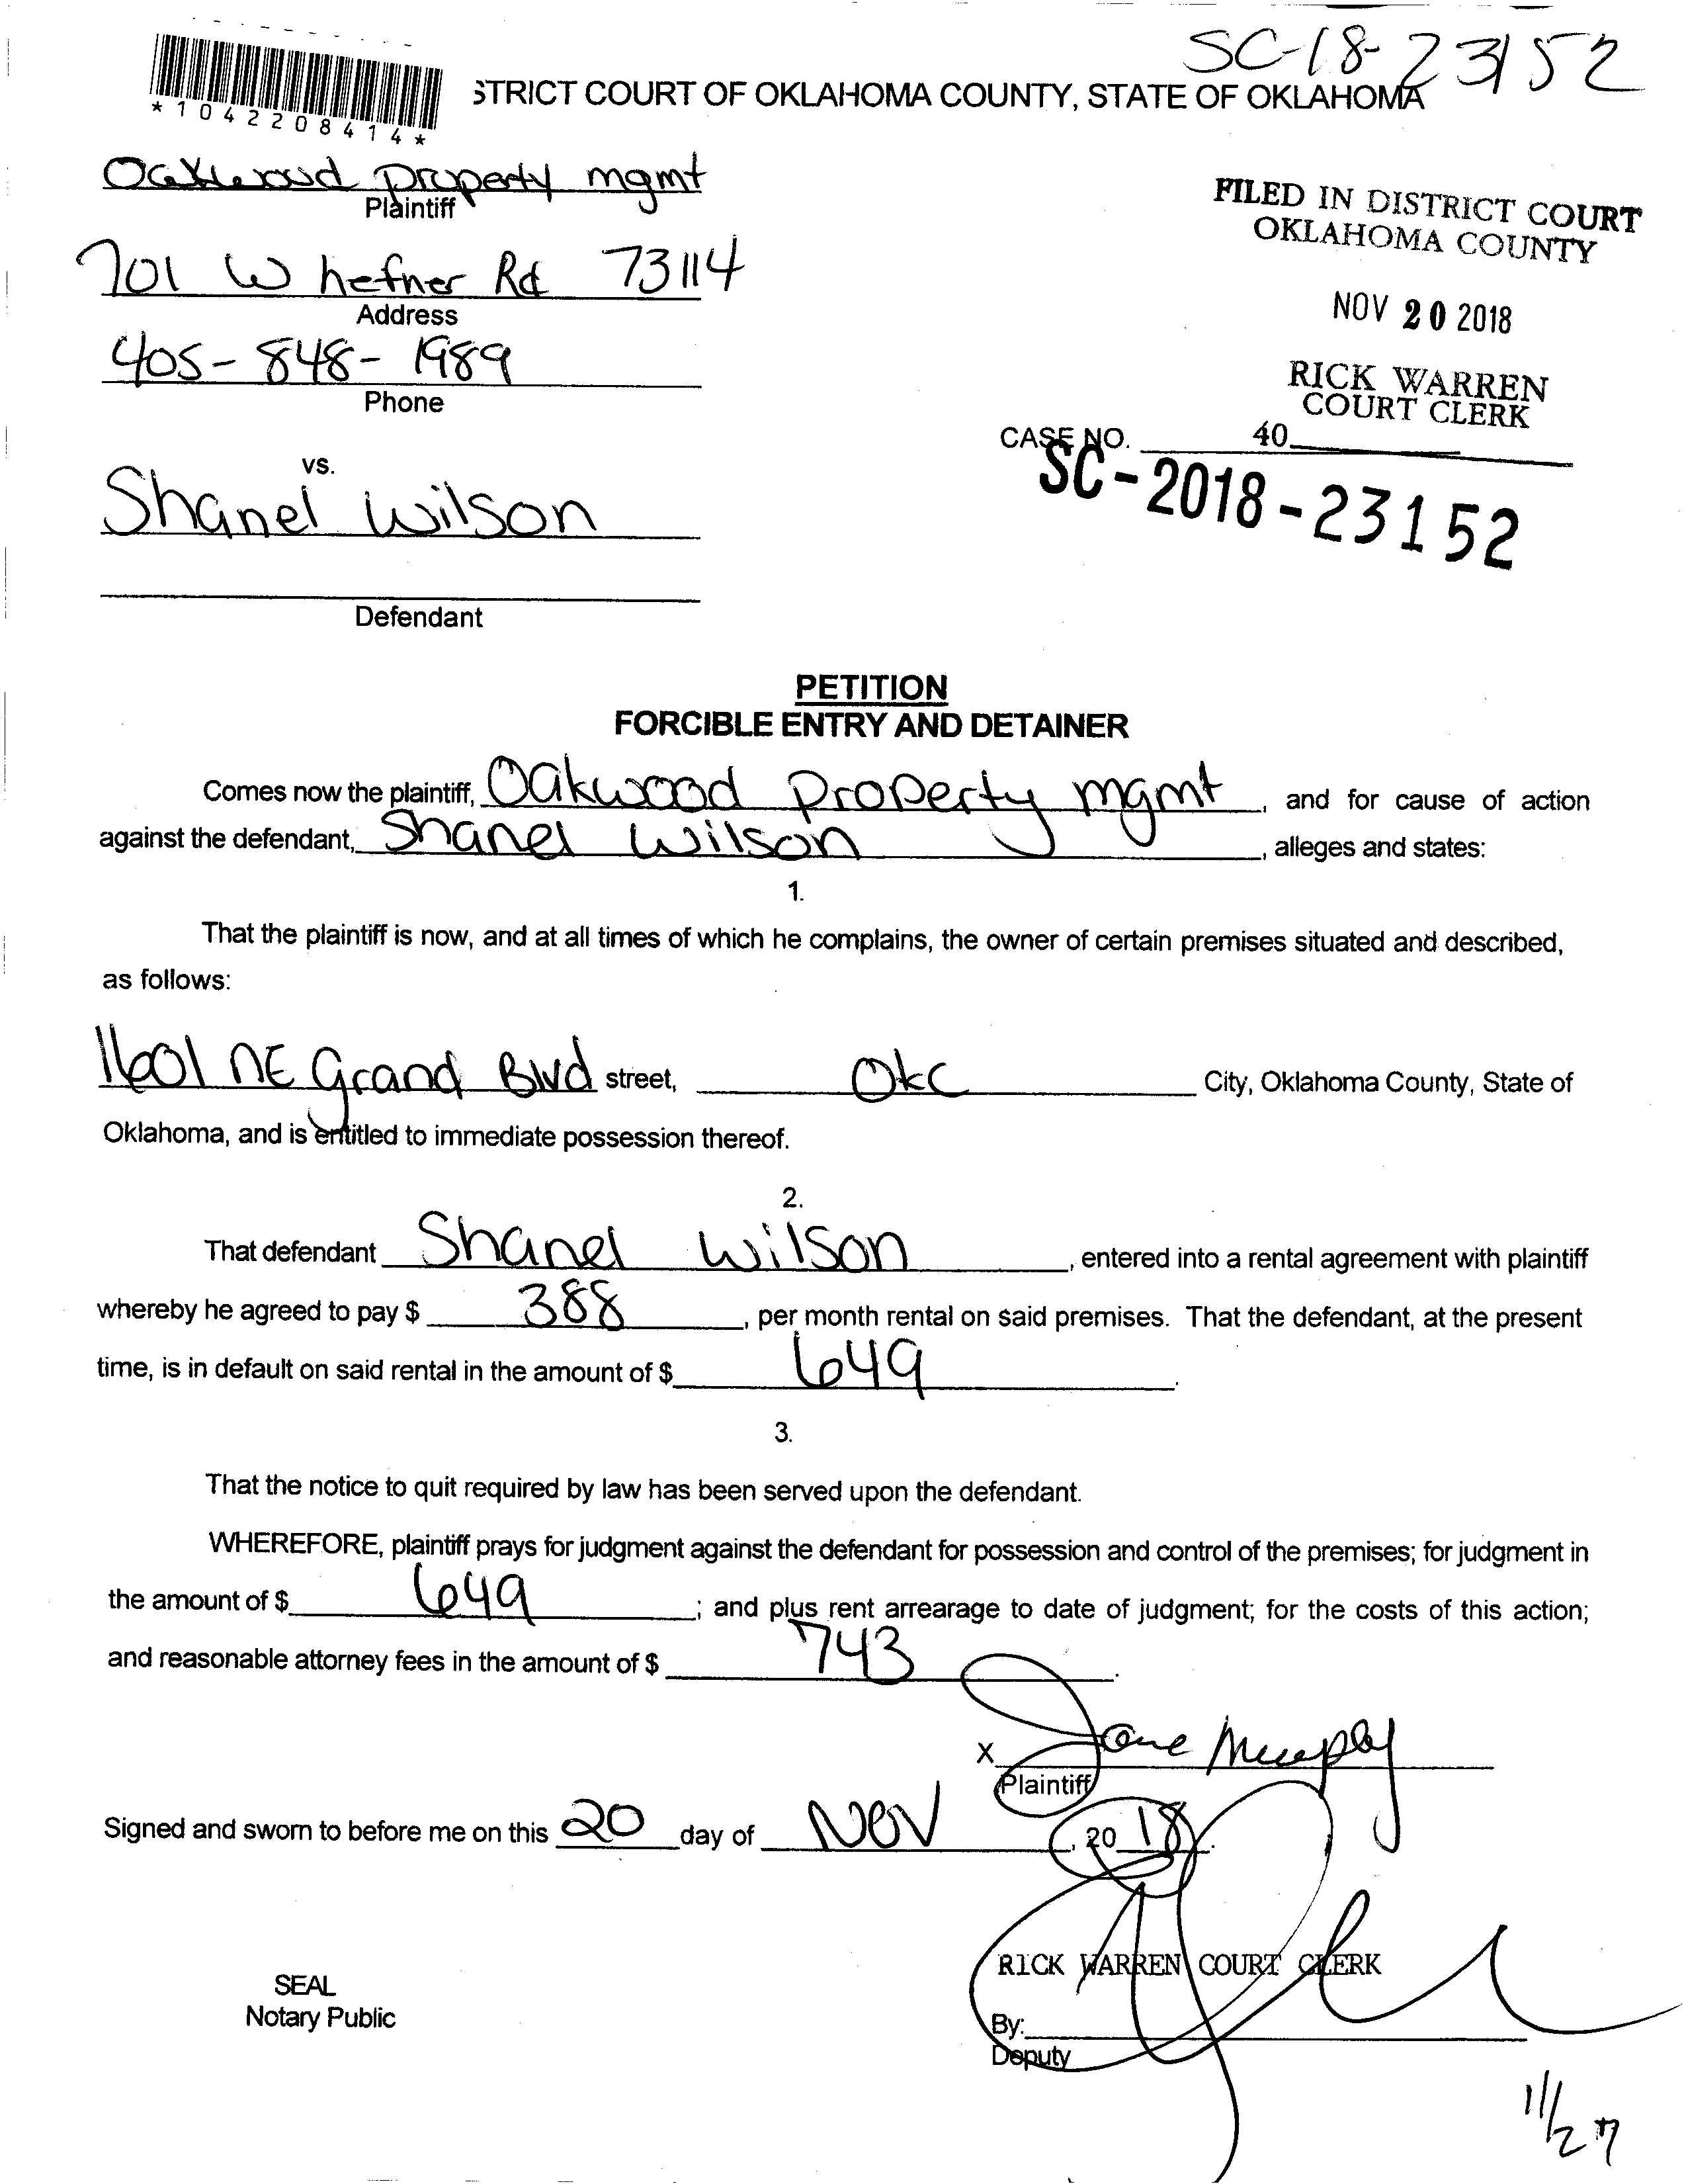 SC-18-23152
*1042208414*
STRICT COURT OF OKLAHOMA COUNTY, STATE OF OKLAHOMA
Oakwood property mgmt
Plaintiff
FILED IN DISTRICT COURT
OKLAHOMA COUNTY
701 W hefner Rd 73114
Address
NOV 20 2018
405-848-1989
Phone
RICK WARREN
COURT CLERK
CASE NO. 40
SC-2018-23152
vs.
Shanel Wilson
Defendant
PETITION
FORCIBLE ENTRY AND DETAINER
Comes now the plaintiff, Oakwood Property mgmt, and for cause of action
against the defendant, Shanel Wilson, alleges and states:
1.
That the plaintiff is now, and at all times of which he complains, the owner of certain premises situated and described,
as follows:
1601 NE Grand Blvd street, Okc City, Oklahoma County, State of
Oklahoma, and is entitled to immediate possession thereof.
2.
That defendant Shanel Wilson, entered into a rental agreement with plaintiff
whereby he agreed to pay $ 388, per month rental on said premises. That the defendant, at the present
time, is in default on said rental in the amount of $ 649.
3.
That the notice to quit required by law has been served upon the defendant.
WHEREFORE, plaintiff prays for judgment against the defendant for possession and control of the premises; for judgment in
the amount of $ 649; and plus rent arrearage to date of judgment; for the costs of this action;
and reasonable attorney fees in the amount of $ 743.
X Jane Murphy
Plaintiff
Signed and sworn to before me on this 20 day of NOV, 20 18.
RICK WARREN COURT CLERK
SEAL
Notary Public
By:
Deputy
11/27